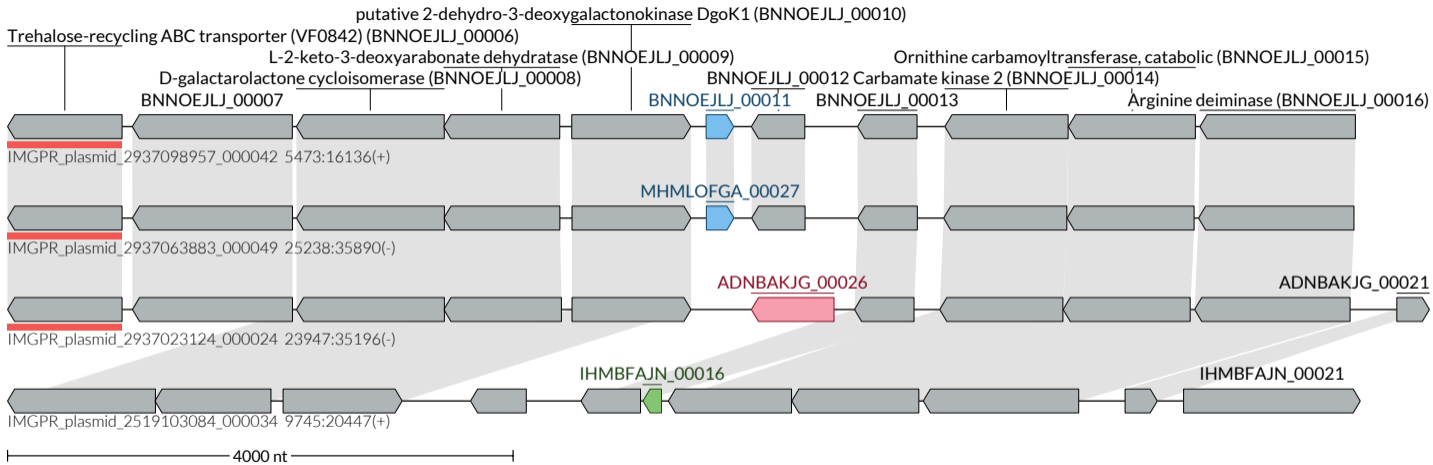 putative 2-dehydro-3-deoxygalactonokinase DgoK1 (BNNOEJLJ_00010)
Trehalose-recycling ABC transporter (VF0842) (BNNOEJLJ_00006)
L-2-keto-3-deoxyarabonate dehydratase (BNNOEJLJ_00009)
Ornithine carbamoyltransferase, catabolic (BNNOEJLJ_00015)
D-galactarolactone cycloisomerase (BNNOEJLJ_00008)
BNNOEJLJ_00012
Carbamate kinase 2 (BNNOEJLJ_00014)
BNNOEJLJ_00007
BNNOEJLJ_00011
BNNOEJLJ_00013
Arginine deiminase (BNNOEJLJ_00016)
IMGPR_plasmid_2937098957_000042 5473:16136(+)
MHMLOFGA_00027
IMGPR_plasmid_2937063883_000049 25238:35890(-)
ADNBAKJG_00026
ADNBAKJG_00021
IMGPR_plasmid_2937023124_000024 23947:35196(-)
IHMBFAJN_00016
IHMBFAJN_00021
IMGPR_plasmid_2519103084_000034 9745:20447(+)
4000 nt